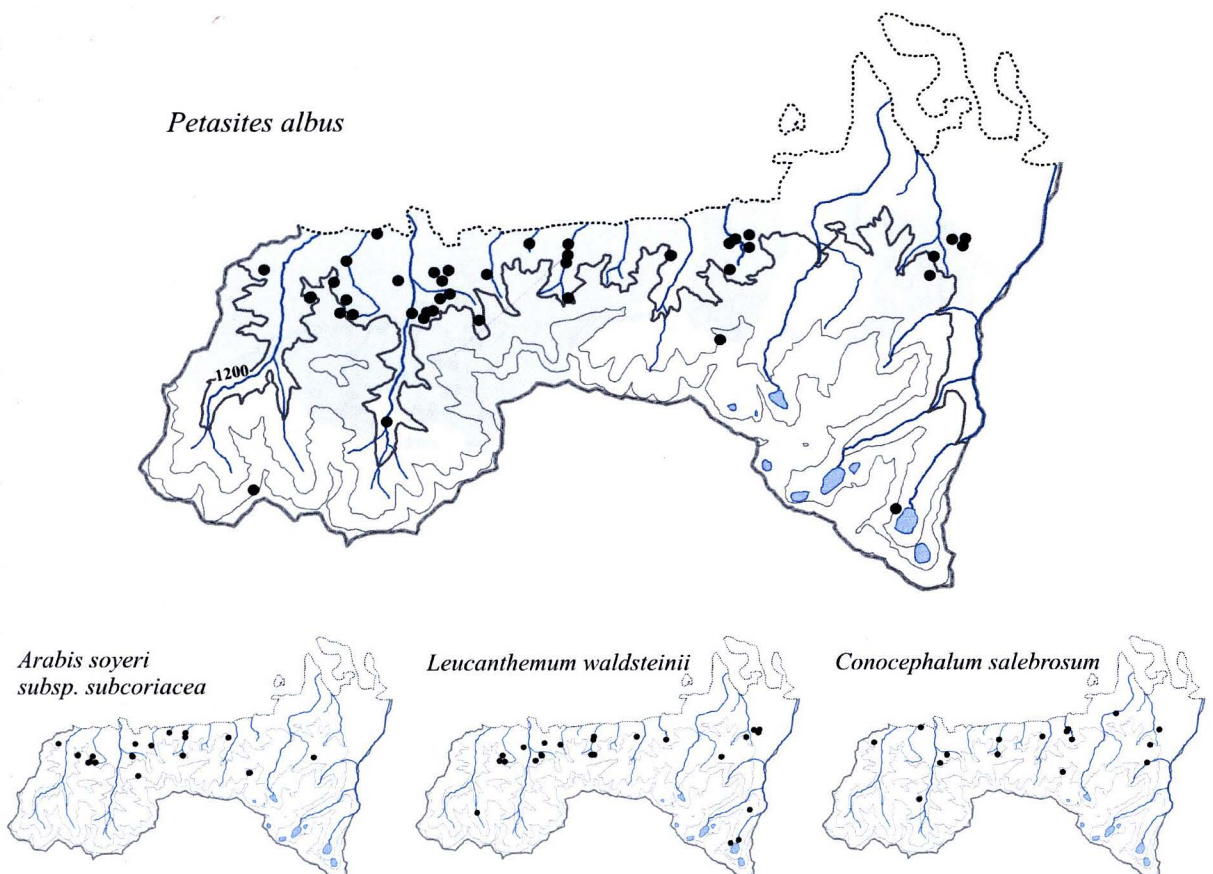 Petasites albus
1200
Arabis soyeri
subsp. subcoriacea
Leucanthemum waldsteinii
Conocephalum salebrosum